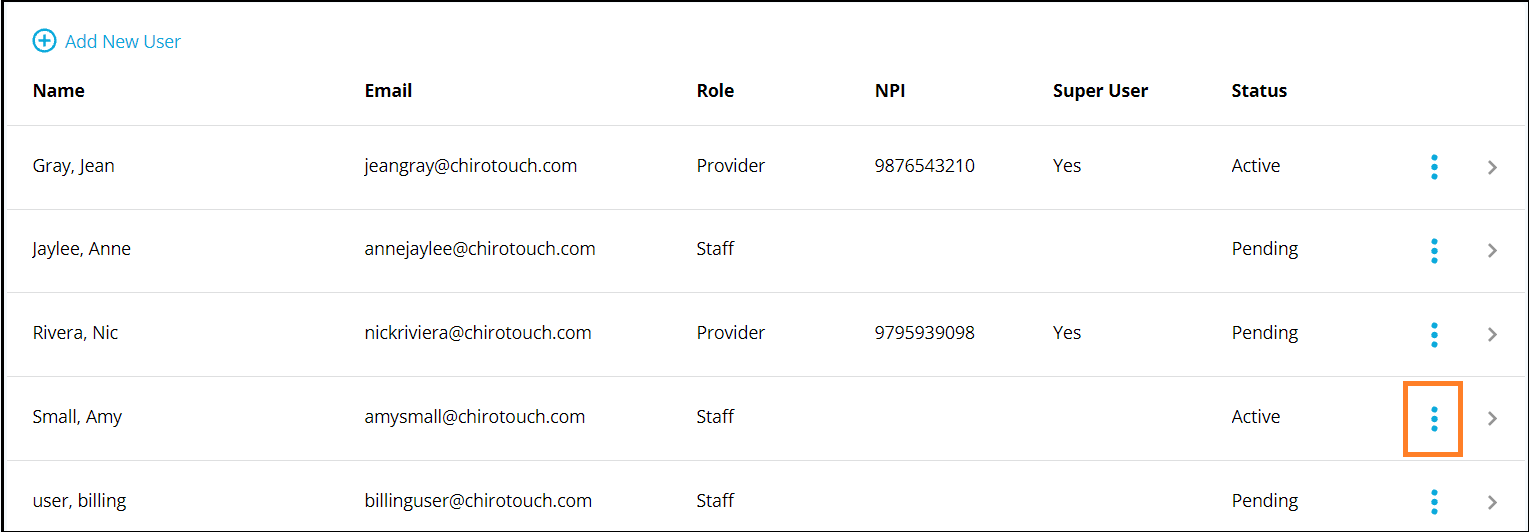 Add New User
Name Email Role NPI Super User Status
Gray, Jean jeangray@chirotouch.com Provider 9876543210 Yes Active
Jaylee, Anne annejaylee@chirotouch.com Staff Pending
Rivera, Nic nickriviera@chirotouch.com Provider 9795939098 Yes Pending
Small, Amy amysmall@chirotouch.com Staff Active
user, billing billinguser@chirotouch.com Staff Pending